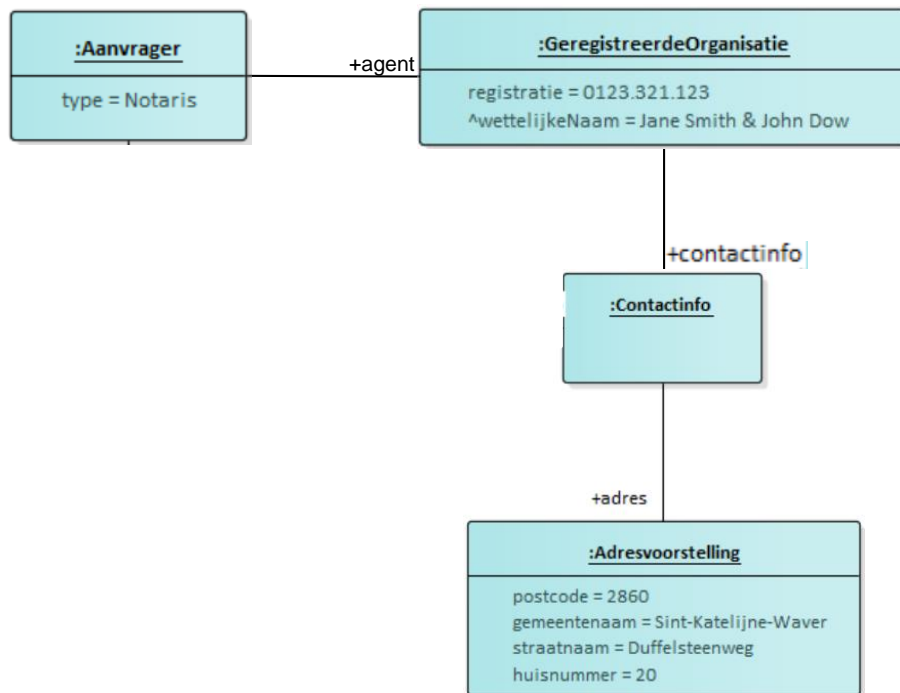 :Aanvrager
type = Notaris
+agent
:GeregistreerdeOrganisatie
registratie = 0123.321.123
^wettelijkeNaam = Jane Smith & John Dow
+contactinfo
:Contactinfo
+adres
:Adresvoorstelling
postcode = 2860
gemeentenaam = Sint-Katelijne-Waver
straatnaam = Duffelsteenweg
huisnummer = 20